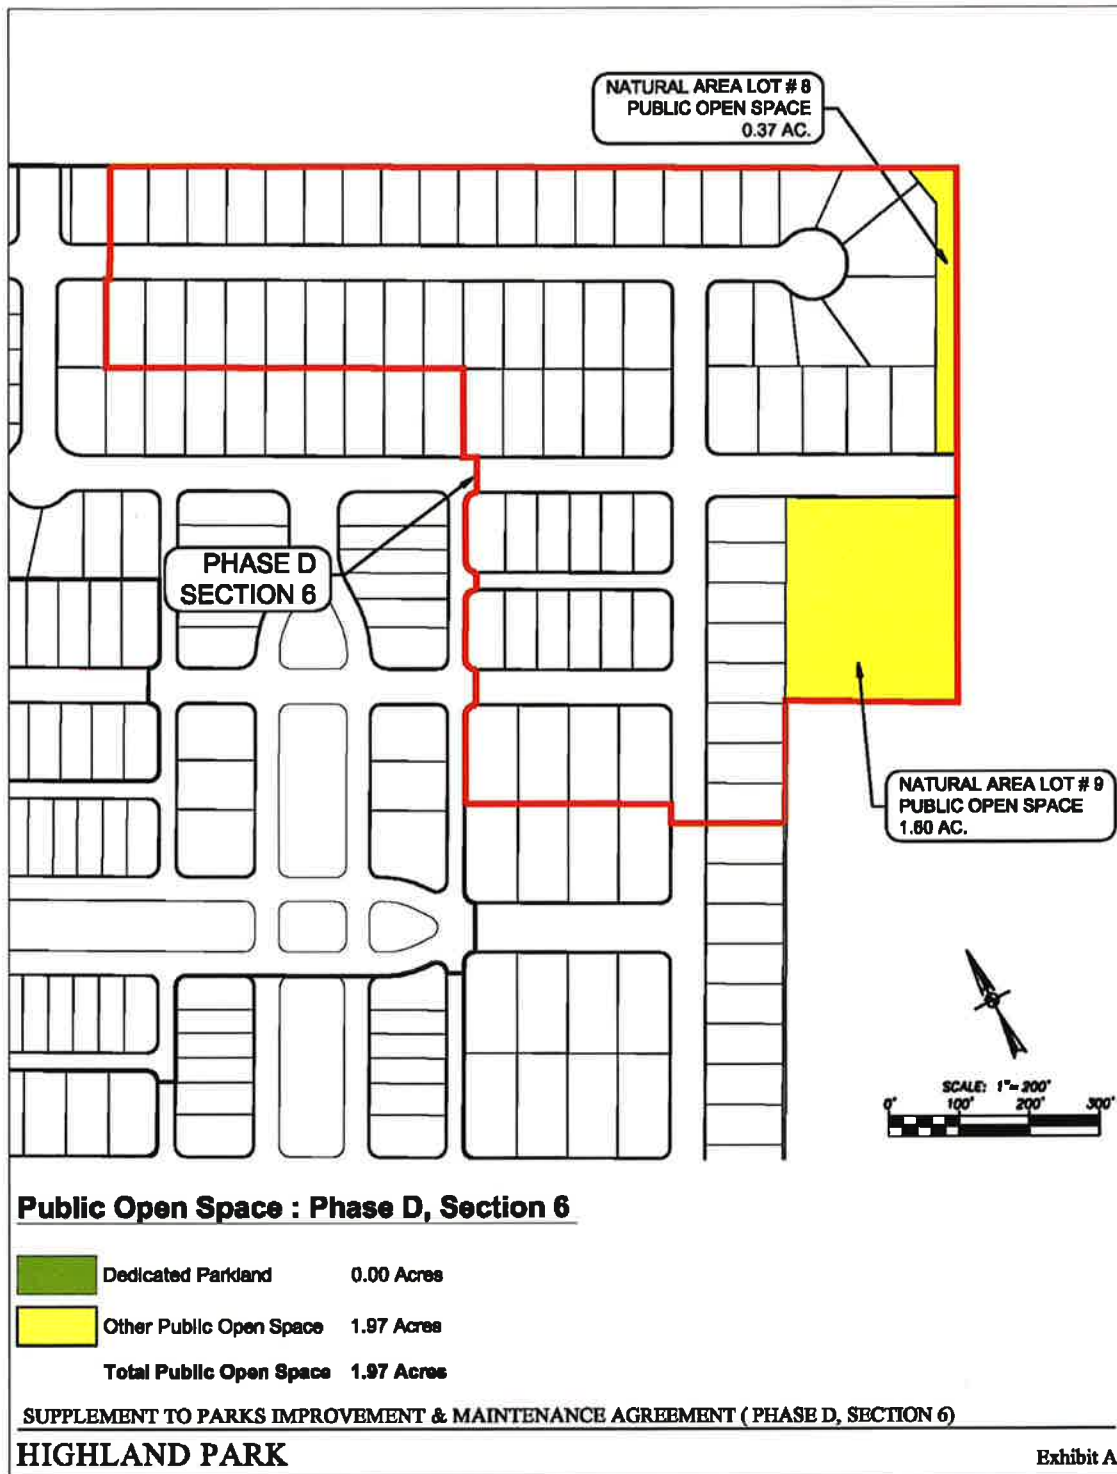 NATURAL AREA LOT # 8
PUBLIC OPEN SPACE
0.37 AC.
PHASE D
SECTION 6
NATURAL AREA LOT # 9
PUBLIC OPEN SPACE
1.60 AC.
SCALE: 1"= 200'
0' 100' 200' 300'
Public Open Space : Phase D, Section 6
Dedicated Parkland 0.00 Acres
Other Public Open Space 1.97 Acres
Total Public Open Space 1.97 Acres
SUPPLEMENT TO PARKS IMPROVEMENT & MAINTENANCE AGREEMENT ( PHASE D, SECTION 6)
HIGHLAND PARK
Exhibit A